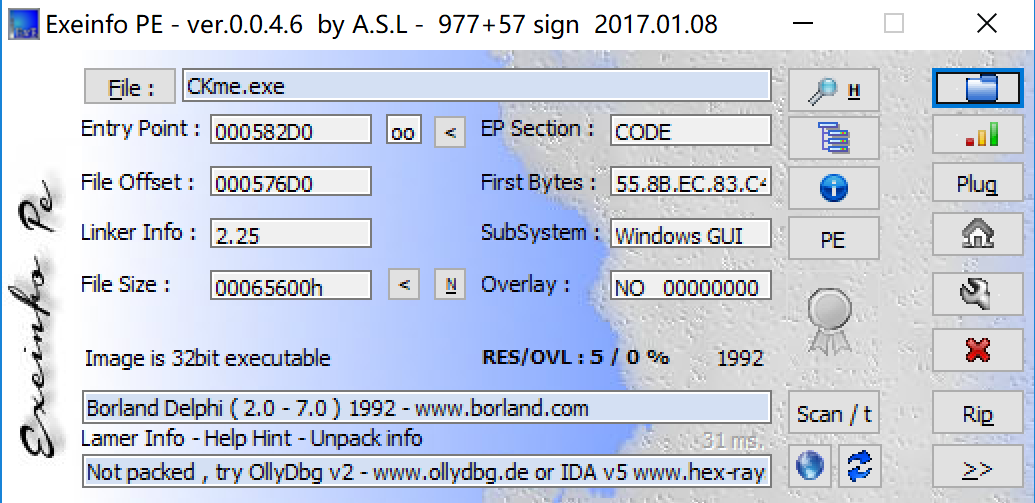 Exeinfo PE - ver.0.0.4.6 by A.S.L - 977+57 sign 2017.01.08
File : CKme.exe H
Entry Point : 000582D0 oo < EP Section : CODE
File Offset : 000576D0 First Bytes : 55.8B.EC.83.C4 Plug
Linker Info : 2.25 SubSystem : Windows GUI PE
File Size : 00065600h < N Overlay : NO 00000000
Image is 32bit executable RES/OVL : 5 / 0 % 1992
Borland Delphi ( 2.0 - 7.0 ) 1992 - www.borland.com Scan / t Rip
Lamer Info - Help Hint - Unpack info 31 ms.
Not packed , try OllyDbg v2 - www.ollydbg.de or IDA v5 www.hex-ray >>
Exeinfo Pe